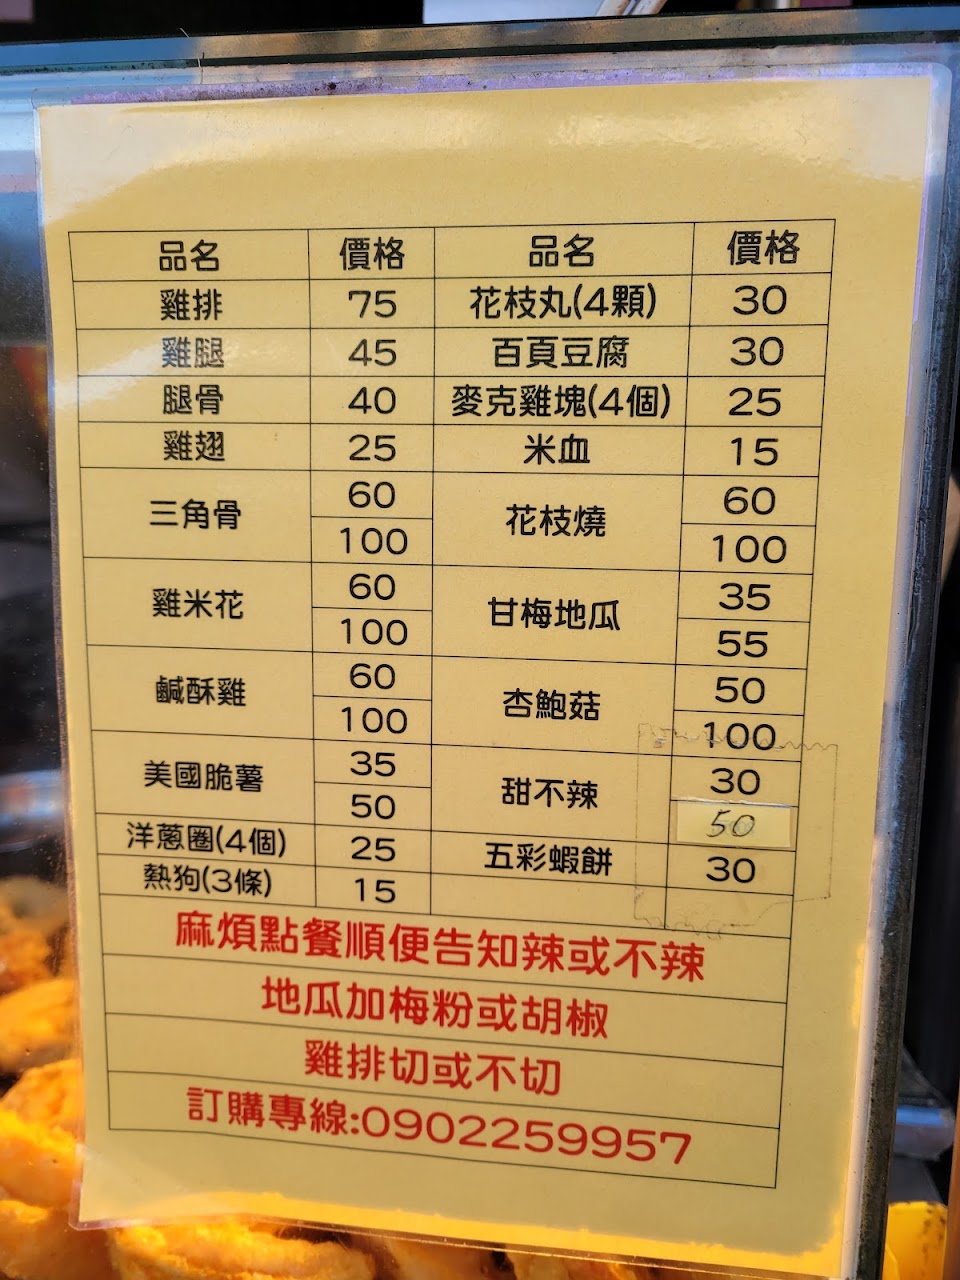 品名 價格 品名 價格
雞排 75 花枝丸(4顆) 30
雞腿 45 百頁豆腐 30
腿骨 40 麥克雞塊(4個) 25
雞翅 25 米血 15
三角骨 60 100 花枝燒 60 100
雞米花 60 100 甘梅地瓜 35 55
鹹酥雞 60 100 杏鮑菇 50 100
美國脆薯 35 50 甜不辣 30 50
洋蔥圈(4個) 25 五彩蝦餅 30
熱狗(3條) 15
麻煩點餐順便告知辣或不辣
地瓜加梅粉或胡椒
雞排切或不切
訂購專線:0902259957